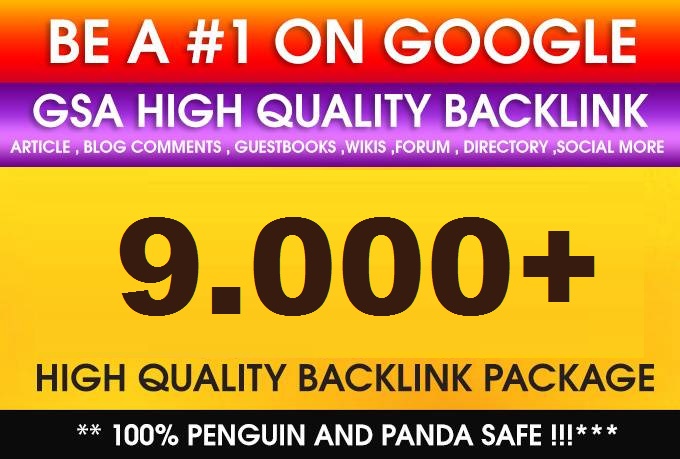 BE A #1 ON GOOGLE
GSA HIGH QUALITY BACKLINK
ARTICLE , BLOG COMMENTS , GUESTBOOKS ,WIKIS ,FORUM , DIRECTORY ,SOCIAL MORE
9.000+
HIGH QUALITY BACKLINK PACKAGE
** 100% PENGUIN AND PANDA SAFE !!!***